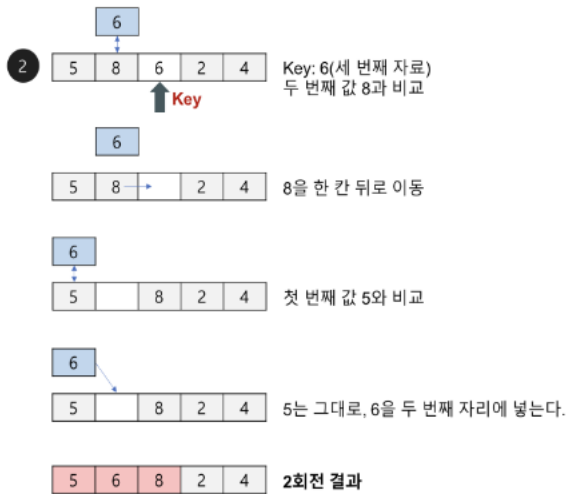 6
2
5 8 6 2 4
Key: 6(세 번째 자료)
두 번째 값 8과 비교
Key
6
5 8 2 4
8을 한 칸 뒤로 이동
6
5 8 2 4
첫 번째 값 5와 비교
6
5 8 2 4
5는 그대로, 6을 두 번째 자리에 넣는다.
5 6 8 2 4
2회전 결과